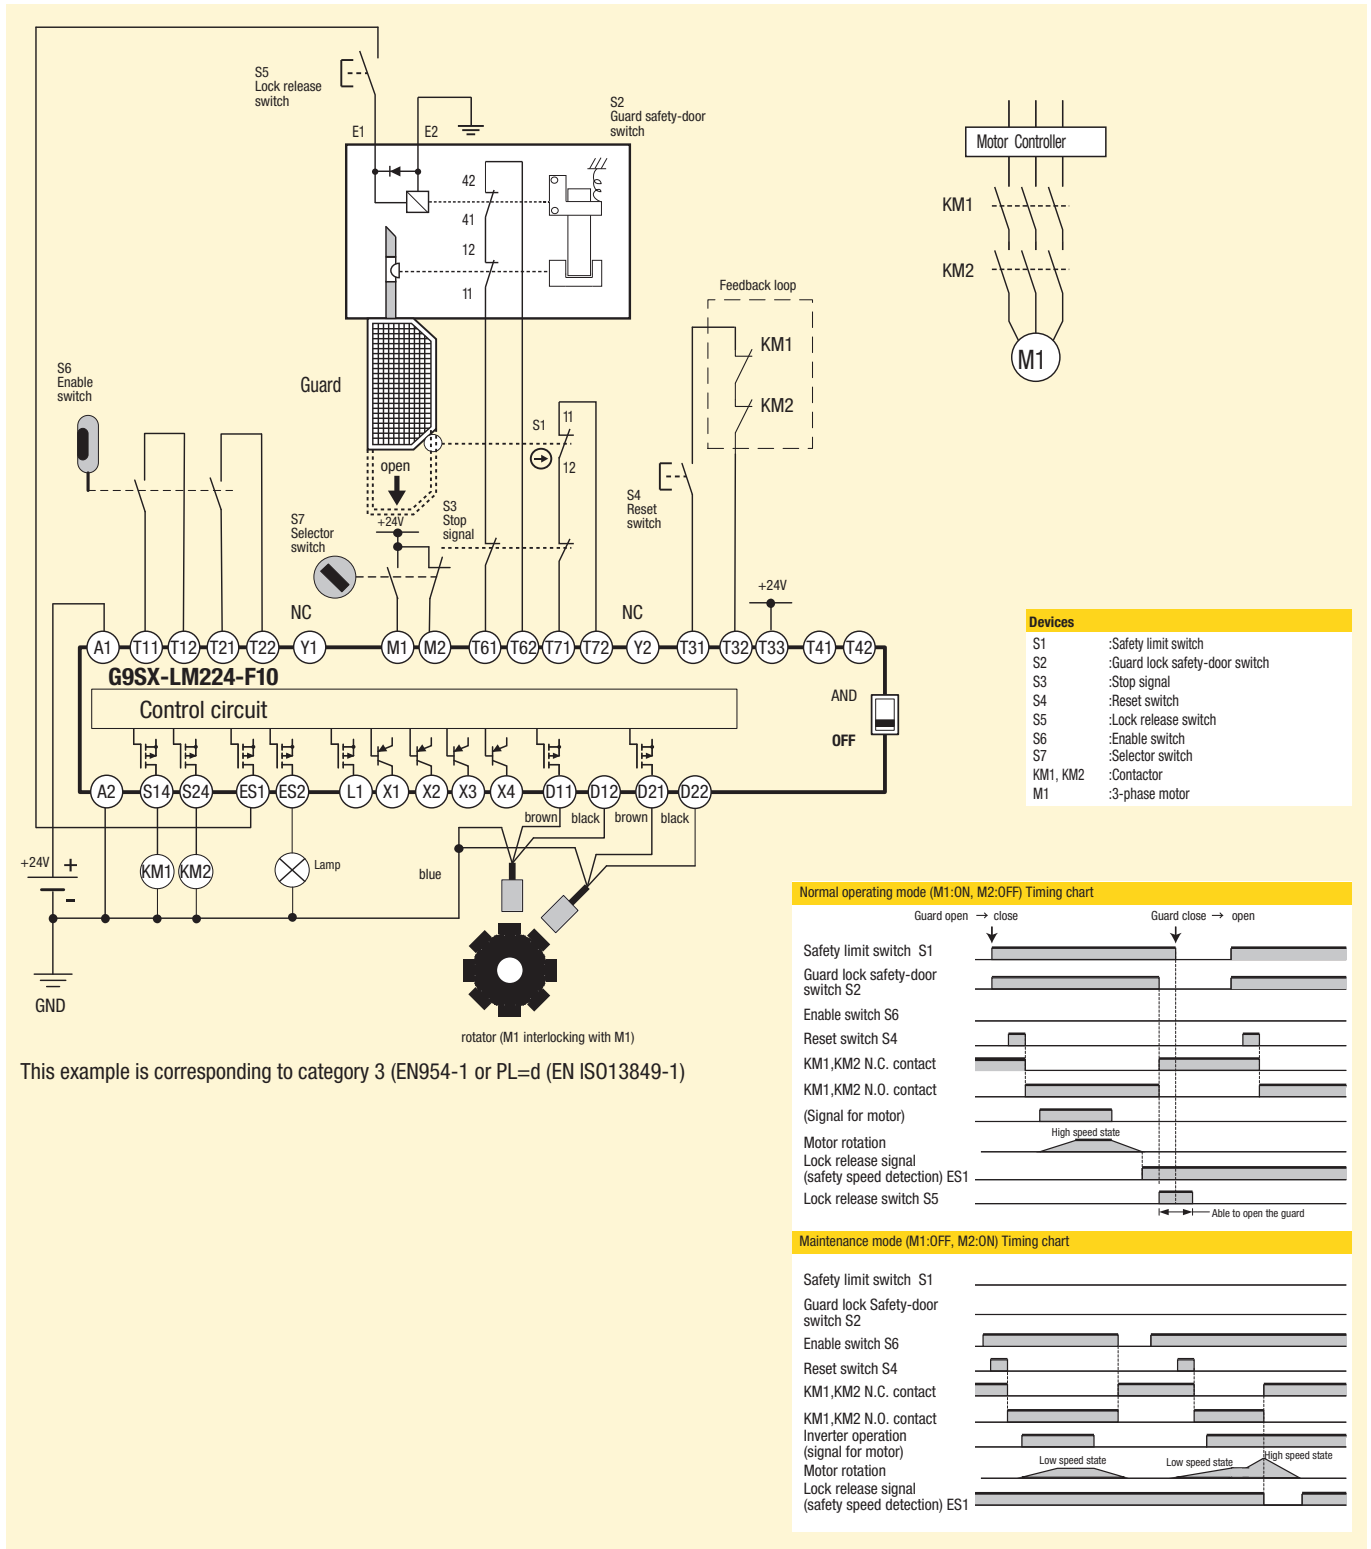 S5
Lock release
switch
S2
Guard safety-door
switch
E1
E2
Motor Controller
42
41
12
11
KM1
KM2
M1
Feedback loop
KM1
KM2
S6
Enable
switch
Guard
S1
11
12
open
S4
Reset
switch
S7
Selector
switch
+24V
S3
Stop
signal
NC
NC
+24V
A1 T11 T12 T21 T22 Y1 M1 M2 T61 T62 T71 T72 Y2 T31 T32 T33 T41 T42
G9SX-LM224-F10
Control circuit
AND
OFF
A2 S14 S24 ES1 ES2 L1 X1 X2 X3 X4 D11 D12 D21 D22
brown black brown black
+24V
+
-
KM1 KM2
Lamp
blue
GND
rotator (M1 interlocking with M1)
This example is corresponding to category 3 (EN954-1 or PL=d (EN ISO13849-1)
Devices
S1 :Safety limit switch
S2 :Guard lock safety-door switch
S3 :Stop signal
S4 :Reset switch
S5 :Lock release switch
S6 :Enable switch
S7 :Selector switch
KM1, KM2 :Contactor
M1 :3-phase motor
Normal operating mode (M1:ON, M2:OFF) Timing chart
Guard open → close
Guard close → open
Safety limit switch S1
Guard lock safety-door
switch S2
Enable switch S6
Reset switch S4
KM1,KM2 N.C. contact
KM1,KM2 N.O. contact
(Signal for motor)
High speed state
Motor rotation
Lock release signal
(safety speed detection) ES1
Lock release switch S5
Able to open the guard
Maintenance mode (M1:OFF, M2:ON) Timing chart
Safety limit switch S1
Guard lock Safety-door
switch S2
Enable switch S6
Reset switch S4
KM1,KM2 N.C. contact
KM1,KM2 N.O. contact
Inverter operation
(signal for motor)
Low speed state
Low speed state
High speed state
Motor rotation
Lock release signal
(safety speed detection) ES1